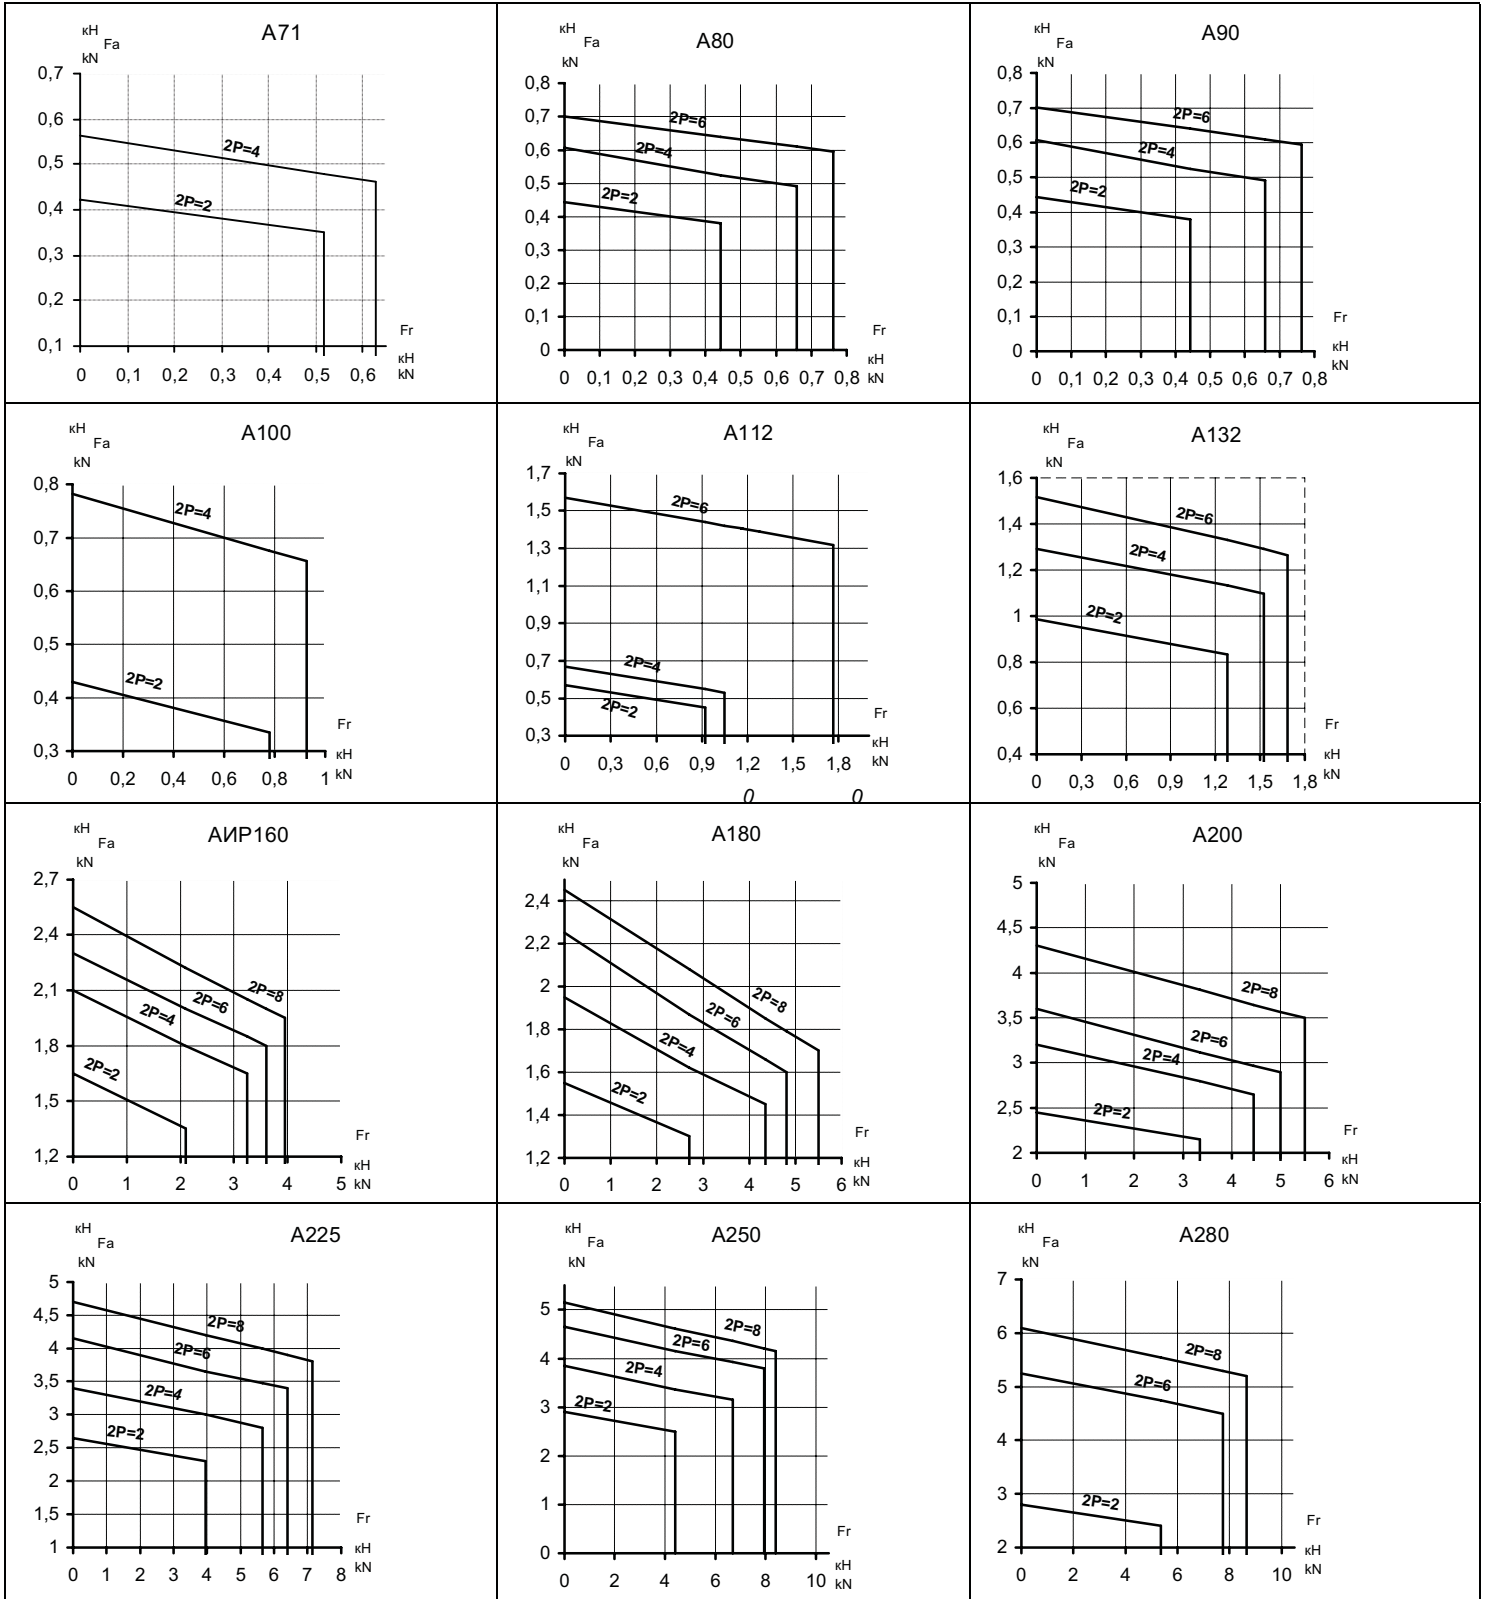 кН
Fa
kN
А71
0,7
0,6
0,5
0,4
0,3
0,2
0,1
2P=4
2P=2
Fr
кН
kN
0 0,1 0,2 0,3 0,4 0,5 0,6
кН
Fa
kN
А80
0,8
0,7
0,6
0,5
0,4
0,3
0,2
0,1
0
2P=6
2P=4
2P=2
Fr
кН
kN
0 0,1 0,2 0,3 0,4 0,5 0,6 0,7 0,8
кН
Fa
kN
А90
0,8
0,7
0,6
0,5
0,4
0,3
0,2
0,1
0
2P=6
2P=4
2P=2
Fr
кН
kN
0 0,1 0,2 0,3 0,4 0,5 0,6 0,7 0,8
кН
Fa
kN
А100
0,8
0,7
0,6
0,5
0,4
0,3
2P=4
2P=2
Fr
кН
kN
0 0,2 0,4 0,6 0,8 1
кН
Fa
kN
А112
1,7
1,5
1,3
1,1
0,9
0,7
0,5
0,3
2P=6
2P=4
2P=2
Fr
кН
kN
0 0,3 0,6 0,9 1,2 1,5 1,8
0 0
кН
Fa
kN
А132
1,6
1,4
1,2
1
0,8
0,6
0,4
2P=6
2P=4
2P=2
Fr
кН
kN
0 0,3 0,6 0,9 1,2 1,5 1,8
кН
Fa
kN
АИР160
2,7
2,4
2,1
1,8
1,5
1,2
2P=8
2P=6
2P=4
2P=2
Fr
кН
kN
0 1 2 3 4 5
кН
Fa
kN
А180
2,4
2,2
2
1,8
1,6
1,4
1,2
2P=8
2P=6
2P=4
2P=2
Fr
кН
kN
0 1 2 3 4 5 6
кН
Fa
kN
А200
5
4,5
4
3,5
3
2,5
2
2P=8
2P=6
2P=4
2P=2
Fr
кН
kN
0 1 2 3 4 5 6
кН
Fa
kN
А225
5
4,5
4
3,5
3
2,5
2
1,5
1
2P=8
2P=6
2P=4
2P=2
Fr
кН
kN
0 1 2 3 4 5 6 7 8
кН
Fa
kN
А250
5
4
3
2
1
0
2P=8
2P=6
2P=4
2P=2
Fr
кН
kN
0 2 4 6 8 10
кН
Fa
kN
А280
7
6
5
4
3
2
2P=8
2P=6
2P=2
Fr
кН
kN
0 2 4 6 8 10